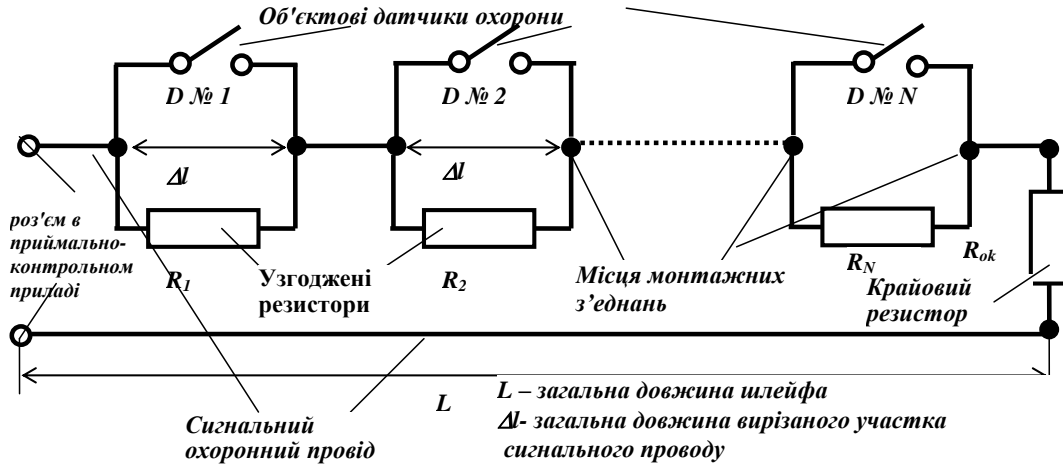 Об'єктові датчики охорони
D № 1
D № 2
D № N
Δl
Δl
роз'єм в
приймально-
контрольном
приладі
R1
Узгоджені
резистори
R2
Місця монтажних
з’єднань
RN
Rok
Крайовий
резистор
L
L – загальна довжина шлейфа
Δl- загальна довжина вирізаного участка
сигнального проводу
Сигнальний
охоронний провід